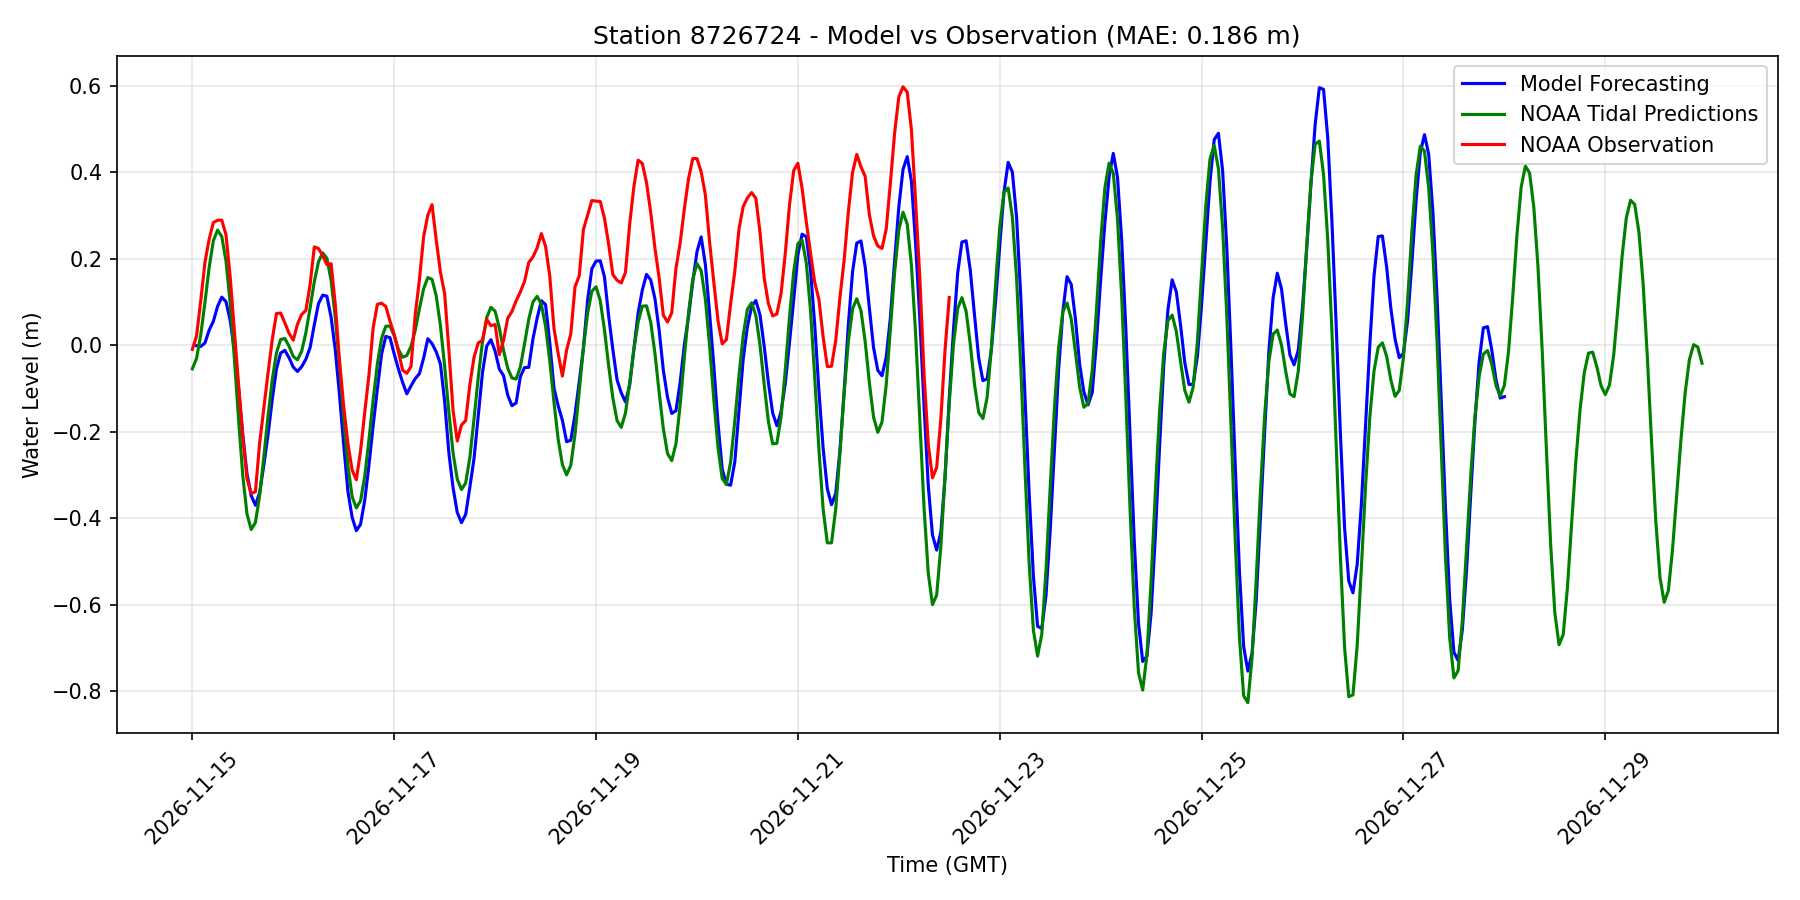 Station 8726724 - Model vs Observation (MAE: 0.186 m)
Model Forecasting
NOAA Tidal Predictions
NOAA Observation
Water Level (m)
0.6
0.4
0.2
0.0
−0.2
−0.4
−0.6
−0.8
2026-11-15
2026-11-17
2026-11-19
2026-11-21
2026-11-23
2026-11-25
2026-11-27
2026-11-29
Time (GMT)